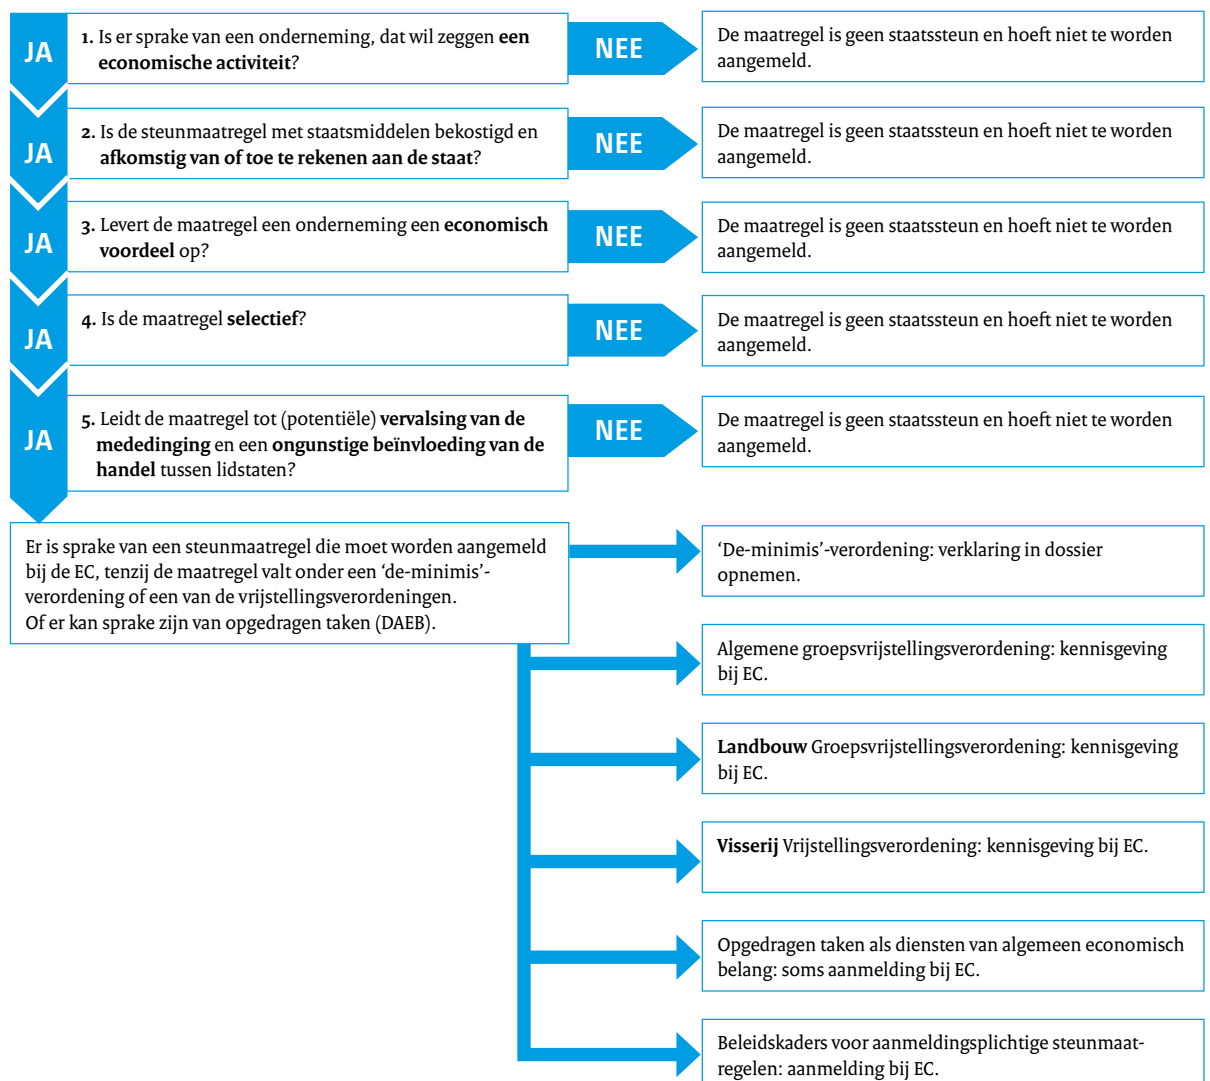 JA
1. Is er sprake van een onderneming, dat wil zeggen een
economische activiteit?
NEE
De maatregel is geen staatssteun en hoeft niet te worden
aangemeld.
JA
2. Is de steunmaatregel met staatsmiddelen bekostigd en
afkomstig van of toe te rekenen aan de staat?
NEE
De maatregel is geen staatssteun en hoeft niet te worden
aangemeld.
JA
3. Levert de maatregel een onderneming een economisch
voordeel op?
NEE
De maatregel is geen staatssteun en hoeft niet te worden
aangemeld.
JA
4. Is de maatregel selectief?
NEE
De maatregel is geen staatssteun en hoeft niet te worden
aangemeld.
JA
5. Leidt de maatregel tot (potentiële) vervalsing van de
mededinging en een ongunstige beïnvloeding van de
handel tussen lidstaten?
NEE
De maatregel is geen staatssteun en hoeft niet te worden
aangemeld.
Er is sprake van een steunmaatregel die moet worden aangemeld
bij de EC, tenzij de maatregel valt onder een ‘de-minimis’-
verordening of een van de vrijstellingsverordeningen.
Of er kan sprake zijn van opgedragen taken (DAEB).
‘De-minimis’-verordening: verklaring in dossier
opnemen.
Algemene groepsvrijstellingsverordening: kennisgeving
bij EC.
Landbouw Groepsvrijstellingsverordening: kennisgeving
bij EC.
Visserij Vrijstellingsverordening: kennisgeving bij EC.
Opgedragen taken als diensten van algemeen economisch
belang: soms aanmelding bij EC.
Beleidskaders voor aanmeldingsplichtige steunmaat-
regelen: aanmelding bij EC.